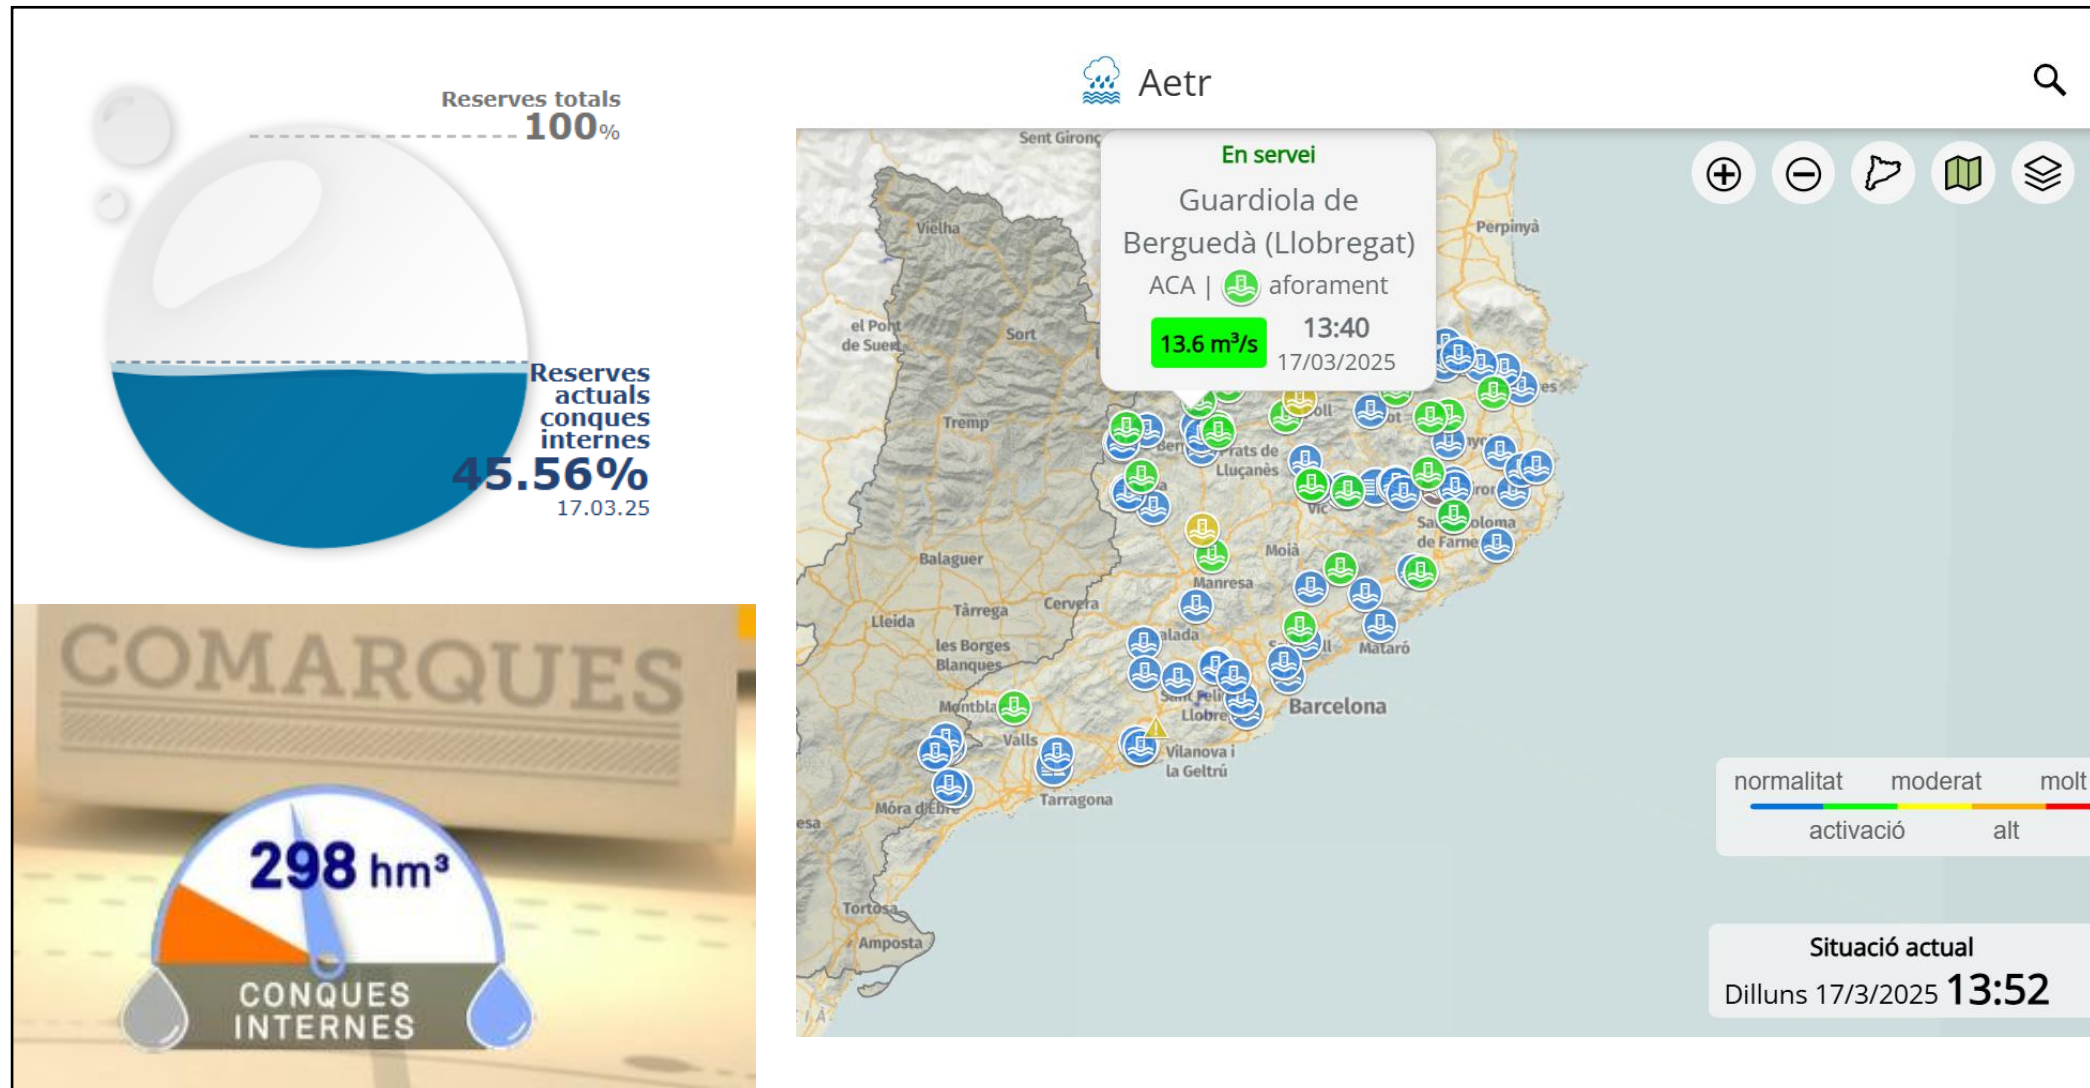 Reserves totals
100%
Reserves
actuals
conques
internes
45.56%
17.03.25
COMARQUES
298 hm³
CONQUES
INTERNES
Aetr
En servei
Guardiola de
Berguedà (Llobregat)
ACA | aforament
13.6 m³/s
13:40
17/03/2025
Sent Gironç
Vielha
Perpinyà
el Pont
de Suert
Sort
Tremp
Prats de
Lluçanès
Vic
Balaguer
Moià
de Farne
Manresa
Tàrrega
Cervera
Lleida
les Borges
Blanques
Mataró
Barcelona
Valls
Vilanova i
la Geltrú
Tarragona
Tortosa
Amposta
normalitat
moderat
molt
activació
alt
Situació actual
Dilluns 17/3/2025 13:52